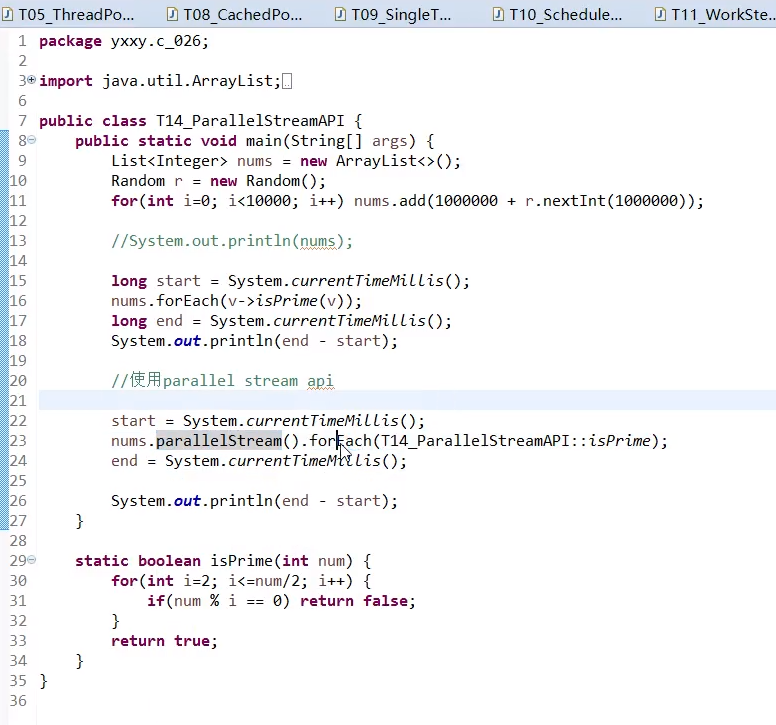 T05_ThreadPo... T08_CachedPo... T09_SingleT... T10_Schedule... T11_WorkSte...
1 package yxxy.c_026;
2
3 import java.util.ArrayList;
6
7 public class T14_ParallelStreamAPI {
8 public static void main(String[] args) {
9 List<Integer> nums = new ArrayList<>();
10 Random r = new Random();
11 for(int i=0; i<10000; i++) nums.add(1000000 + r.nextInt(1000000));
12
13 //System.out.println(nums);
14
15 long start = System.currentTimeMillis();
16 nums.forEach(v->isPrime(v));
17 long end = System.currentTimeMillis();
18 System.out.println(end - start);
19
20 //使用parallel stream api
21
22 start = System.currentTimeMillis();
23 nums.parallelStream().forEach(T14_ParallelStreamAPI::isPrime);
24 end = System.currentTimeMillis();
25
26 System.out.println(end - start);
27 }
28
29 static boolean isPrime(int num) {
30 for(int i=2; i<=num/2; i++) {
31 if(num % i == 0) return false;
32 }
33 return true;
34 }
35 }
36